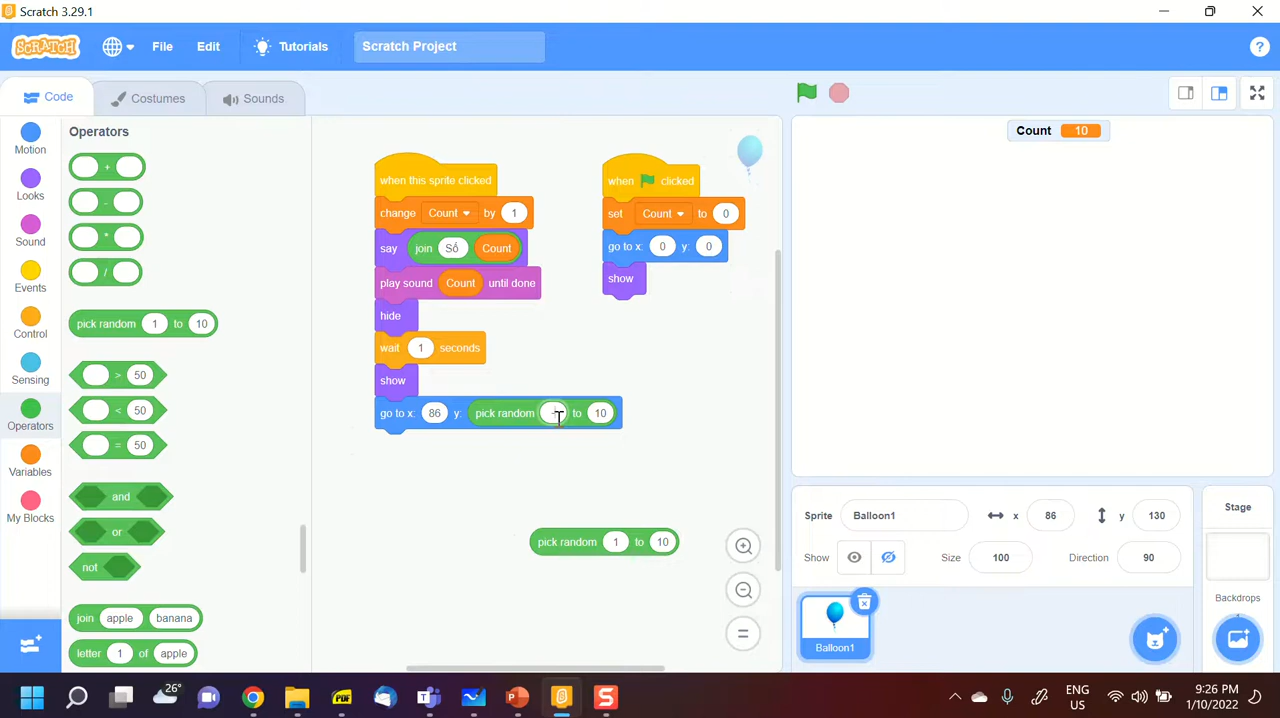 Scratch 3.29.1
SCRATCH File Edit Tutorials Scratch Project ?
Code Costumes Sounds
Motion
Looks
Sound
Events
Control
Sensing
Operators
Variables
My Blocks
Operators
+
-
*
/
pick random 1 to 10
> 50
< 50
= 50
and
or
not
join apple banana
letter 1 of apple
when this sprite clicked
change Count by 1
say join Số Count
play sound Count until done
hide
wait 1 seconds
show
go to x: 86 y: pick random - to 10
when clicked
set Count to 0
go to x: 0 y: 0
show
pick random 1 to 10
Count 10
Sprite Balloon1 x 86 y 130
Show Size 100 Direction 90
Balloon1
Stage
Backdrops
26°
PDF
ENG
US
9:26 PM
1/10/2022